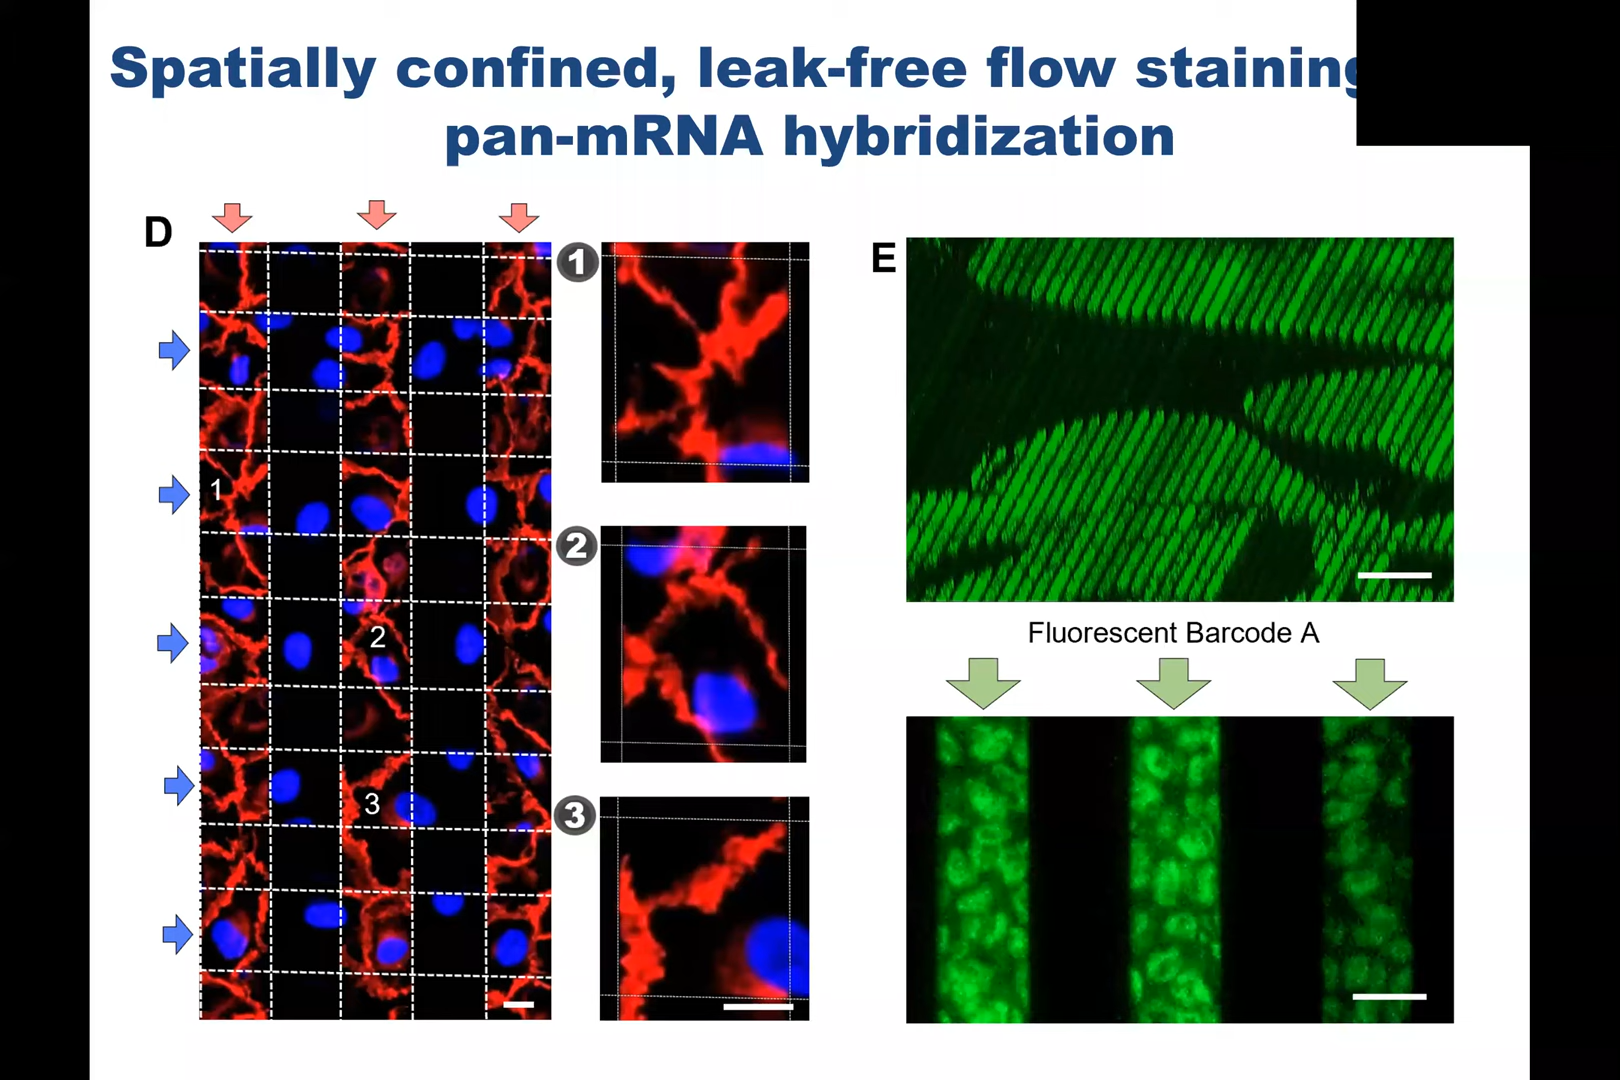 Spatially confined, leak-free flow staining
pan-mRNA hybridization
D
1
2
3
1
2
3
E
Fluorescent Barcode A